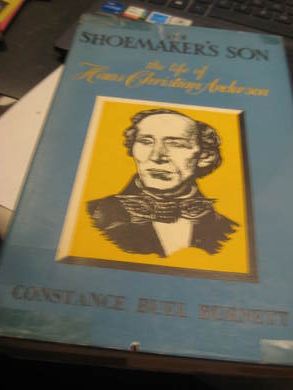 SHOEMAKER'S SON
the life of
Hans Christian Andersen
CONSTANCE BUEL BURNETT